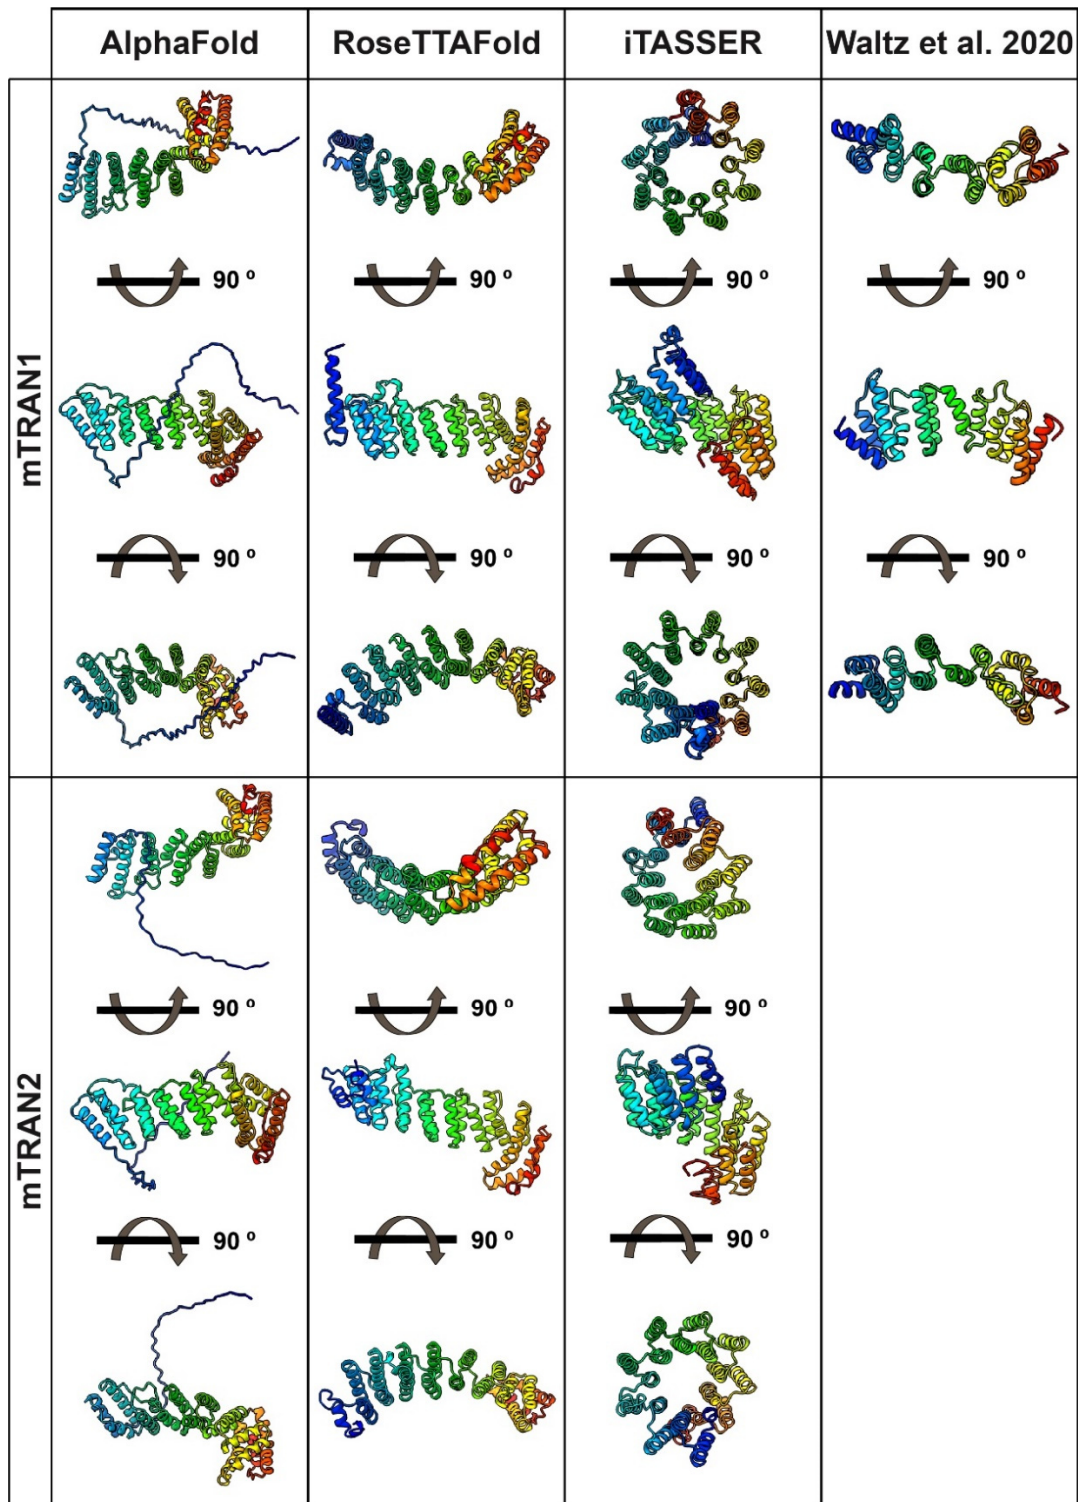 AlphaFold RoseTTAFold iTASSER Waltz et al. 2020
mTRAN1
90 º 90 º 90 º 90 º
90 º 90 º 90 º 90 º
mTRAN2
90 º 90 º 90 º
90 º 90 º 90 º